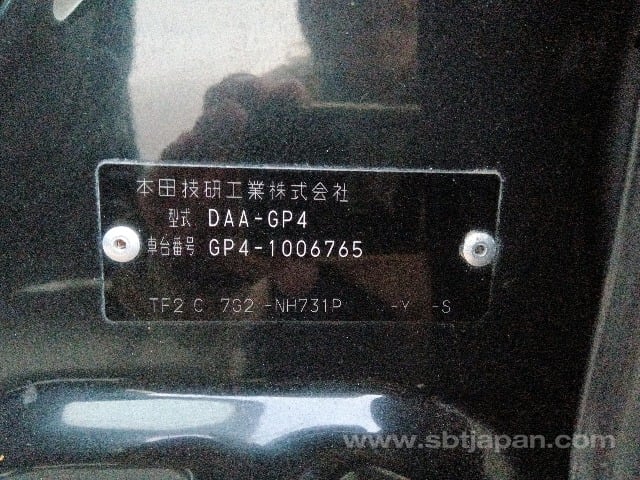 本田技研工業株式会社
型式 DAA-GP4
車台番号 GP4-1006765
TF2 C 7G2 -NH731P -Y -S
www.sbtjapan.com